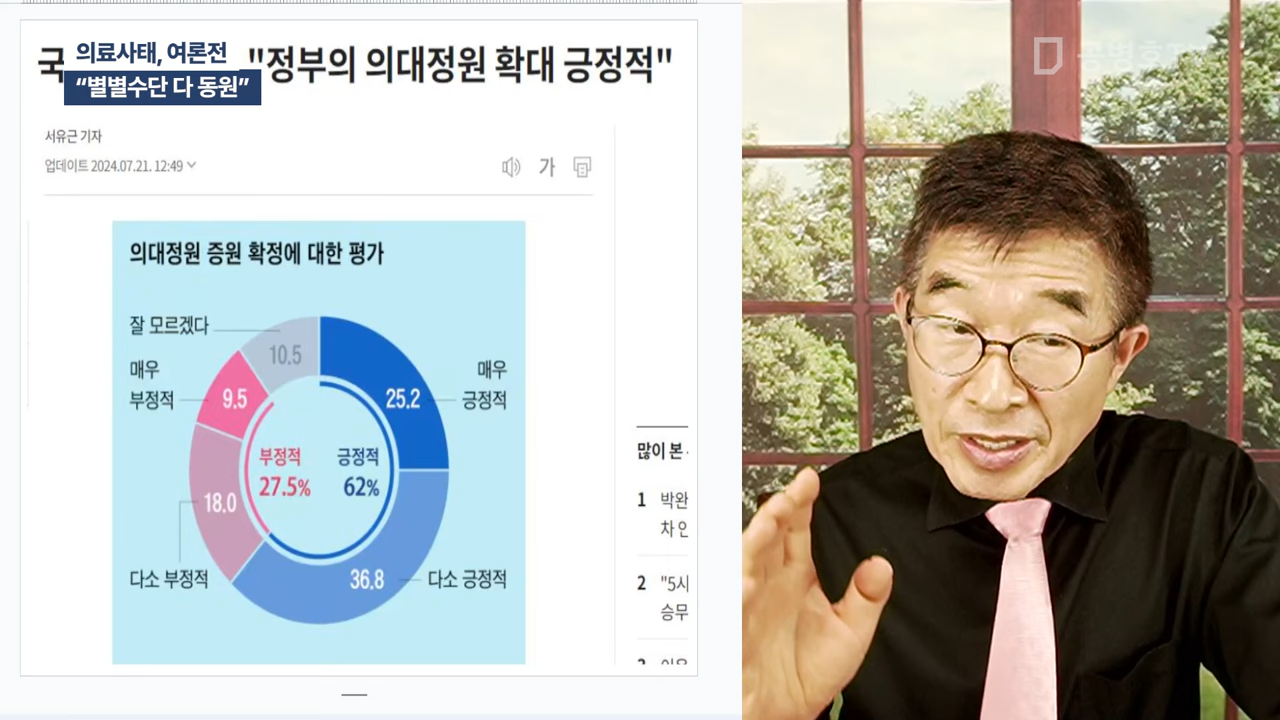 의료사태, 여론전
“별별수단 다 동원”
국
"정부의 의대정원 확대 긍정적"
서유근 기자
업데이트 2024.07.21. 12:49
가
의대정원 증원 확정에 대한 평가
잘 모르겠다
10.5
매우
부정적
9.5
25.2
매우
긍정적
부정적
27.5%
긍정적
62%
18.0
다소 부정적
36.8
다소 긍정적
많이 본
1 박완
차 인
2 "5시
승무